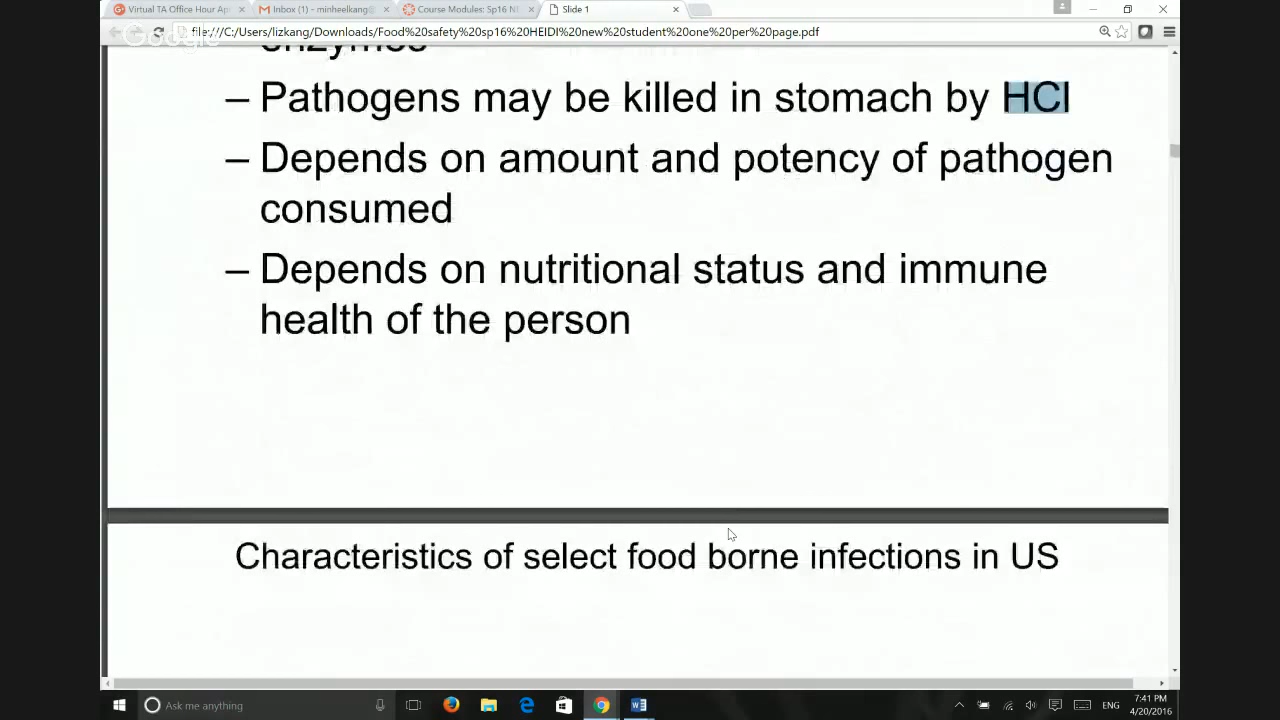 Virtual TA Office Hour Apr
Inbox (1) - minheelkang@
Course Modules: Sp16 N
Slide 1
file:///C:/Users/lizkang/Downloads/Food%20safety%20sp16%20HEIDI%20new%20student%20one%20per%20page.pdf
Google
enzymes
– Pathogens may be killed in stomach by HCl
– Depends on amount and potency of pathogen
consumed
– Depends on nutritional status and immune
health of the person
Characteristics of select food borne infections in US
Ask me anything
ENG
7:41 PM
4/20/2016